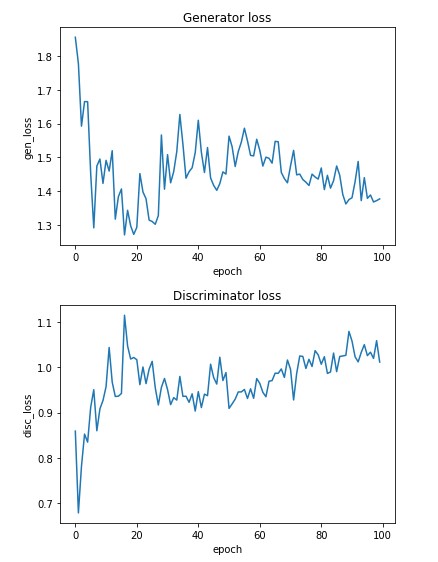 Generator loss
1.8
1.7
1.6
1.5
1.4
1.3
gen_loss
0 20 40 60 80 100
epoch
Discriminator loss
1.1
1.0
0.9
0.8
0.7
disc_loss
0 20 40 60 80 100
epoch